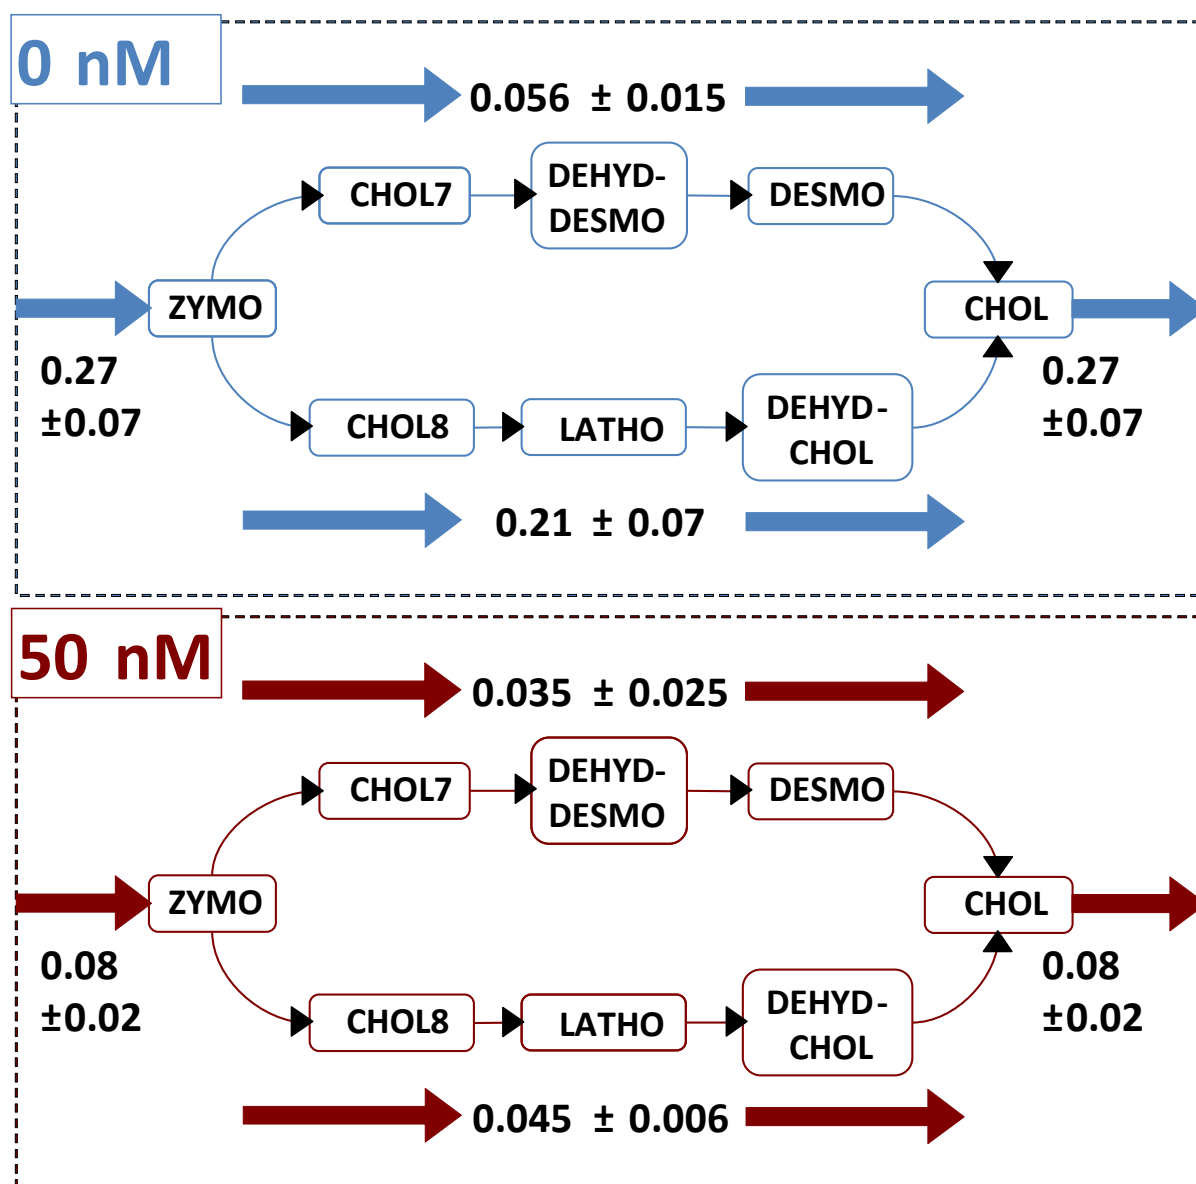 0 nM
0.056 ± 0.015
CHOL7
DEHYD-
DESMO
DESMO
ZYMO
CHOL
0.27
±0.07
0.27
±0.07
CHOL8
LATHO
DEHYD-
CHOL
0.21 ± 0.07
50 nM
0.035 ± 0.025
CHOL7
DEHYD-
DESMO
DESMO
ZYMO
CHOL
0.08
±0.02
0.08
±0.02
CHOL8
LATHO
DEHYD-
CHOL
0.045 ± 0.006